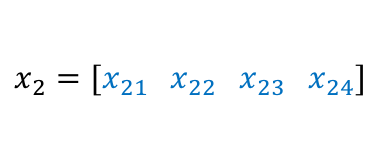 x₂ = [x₂₁ x₂₂ x₂₃ x₂₄]